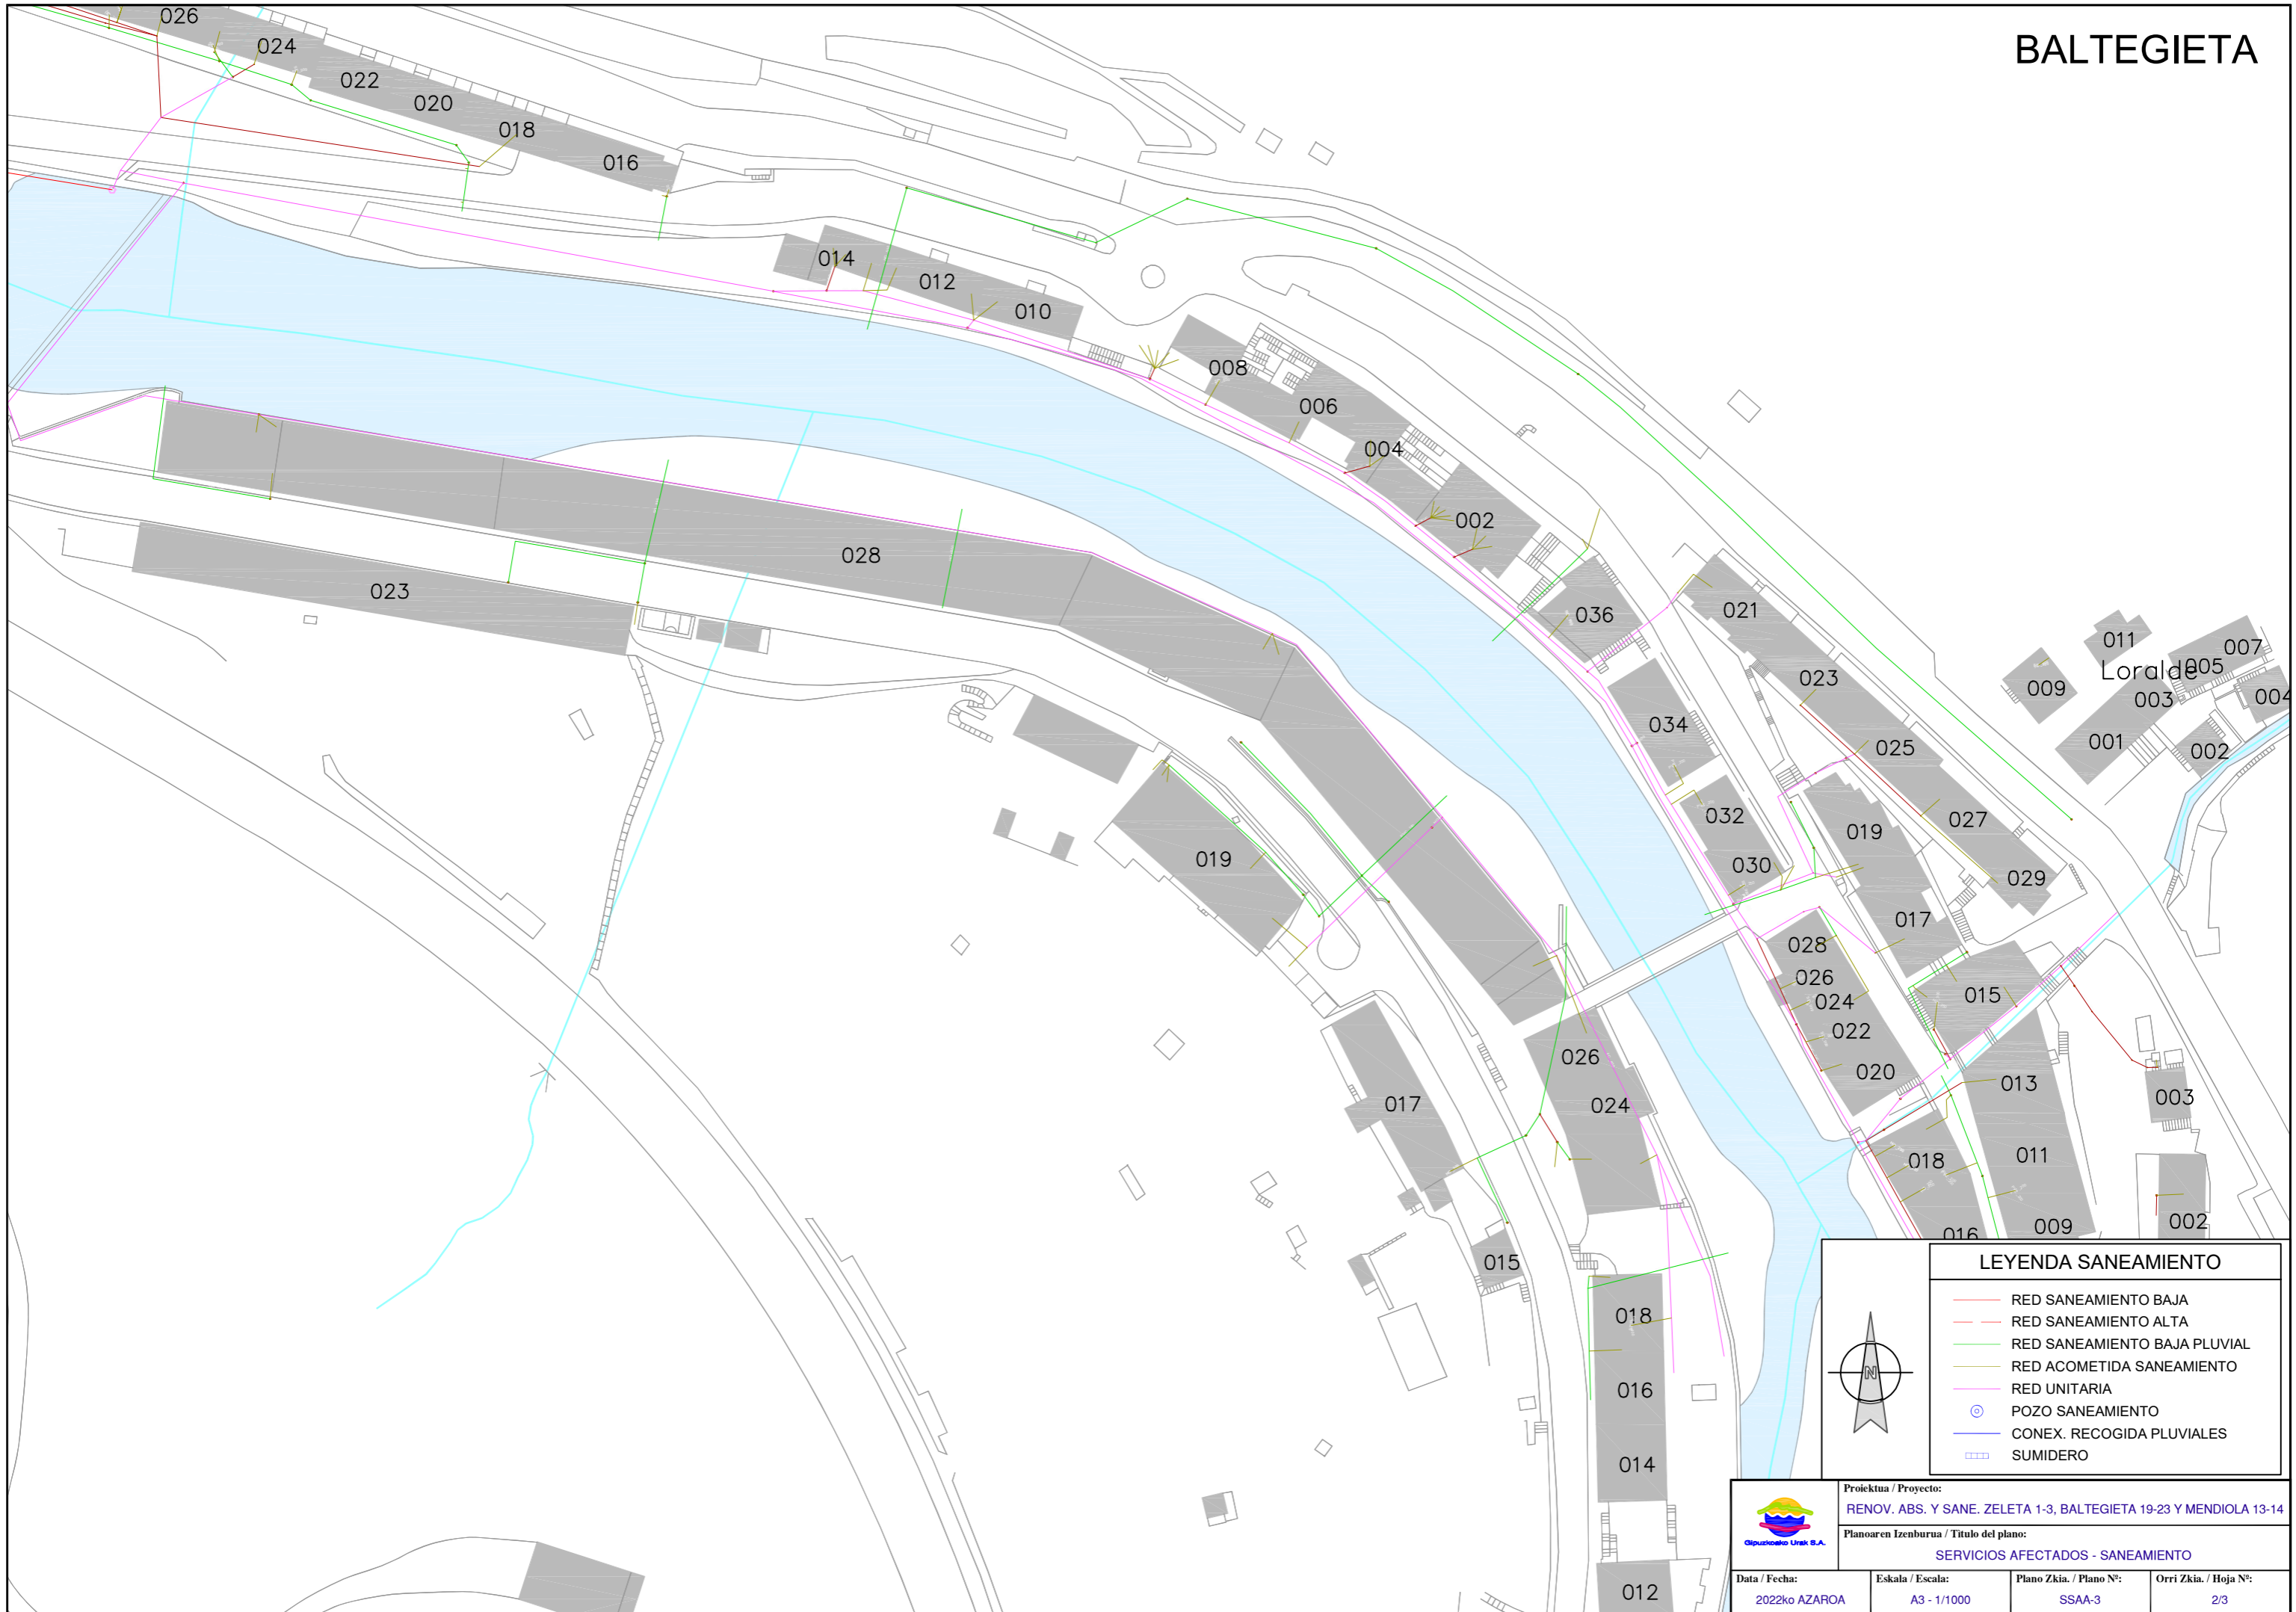 BALTEGIETA
026
024
022
020
018
016
014
012
010
008
006
004
002
028
023
036
021
011
007
Loralde
005
009
003
004
023
034
001
002
025
032
019
027
019
030
029
017
028
026
015
024
022
026
020
013
003
017
024
018
011
016
009
002
015
018
016
014
012
LEYENDA SANEAMIENTO
RED SANEAMIENTO BAJA
RED SANEAMIENTO ALTA
RED SANEAMIENTO BAJA PLUVIAL
RED ACOMETIDA SANEAMIENTO
RED UNITARIA
POZO SANEAMIENTO
CONEX. RECOGIDA PLUVIALES
SUMIDERO
N
Gipuzkoako Urak S.A.
Proiektua / Proyecto:
RENOV. ABS. Y SANE. ZELETA 1-3, BALTEGIETA 19-23 Y MENDIOLA 13-14
Planoaren Izenburua / Titulo del plano:
SERVICIOS AFECTADOS - SANEAMIENTO
Data / Fecha:
2022ko AZAROA
Eskala / Escala:
A3 - 1/1000
Plano Zkia. / Plano Nº:
SSAA-3
Orri Zkia. / Hoja Nº:
2/3